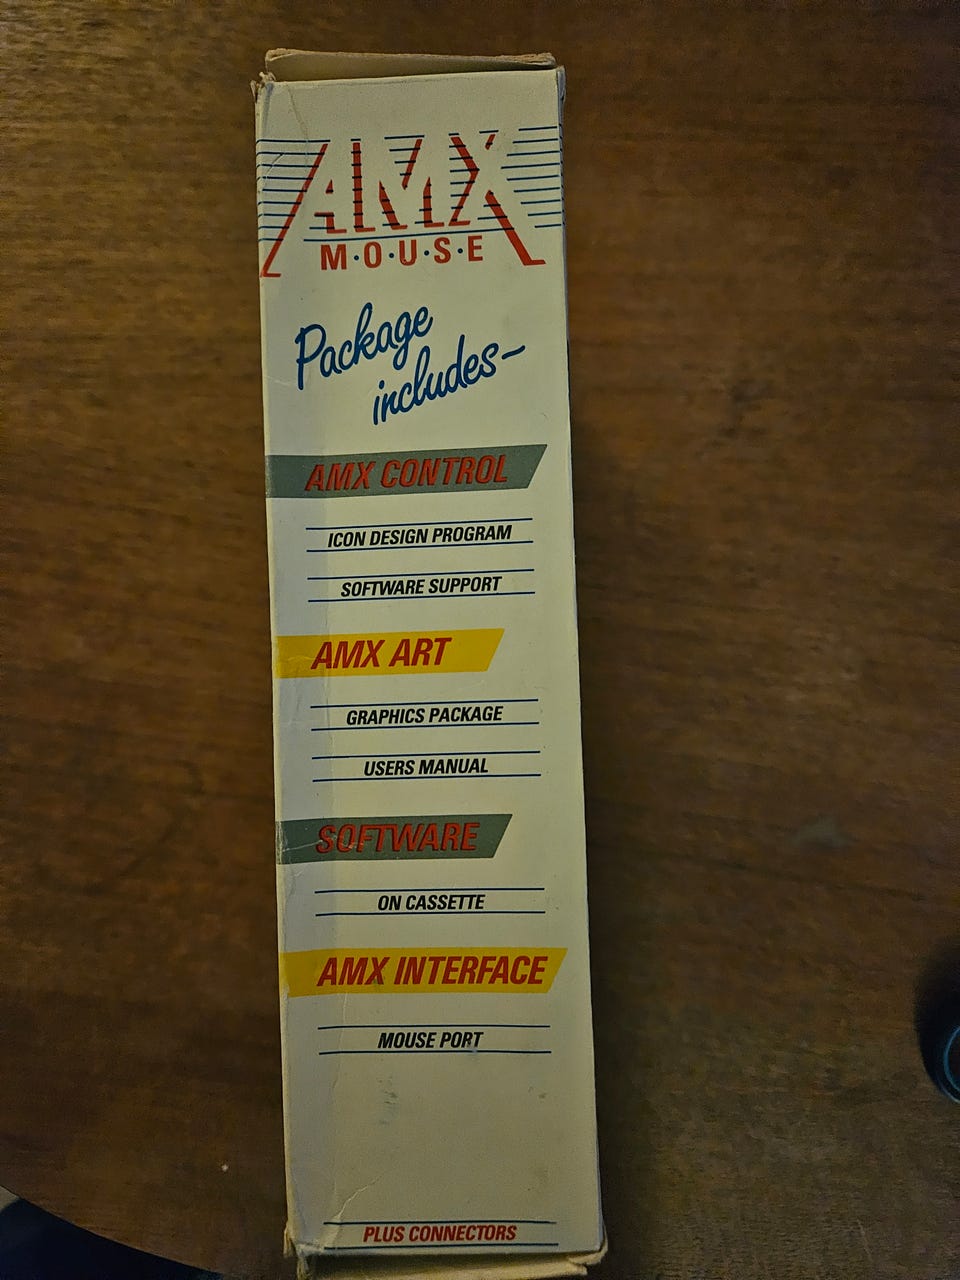 AMX
M·O·U·S·E
Package
includes~
AMX CONTROL
ICON DESIGN PROGRAM
SOFTWARE SUPPORT
AMX ART
GRAPHICS PACKAGE
USERS MANUAL
SOFTWARE
ON CASSETTE
AMX INTERFACE
MOUSE PORT
PLUS CONNECTORS